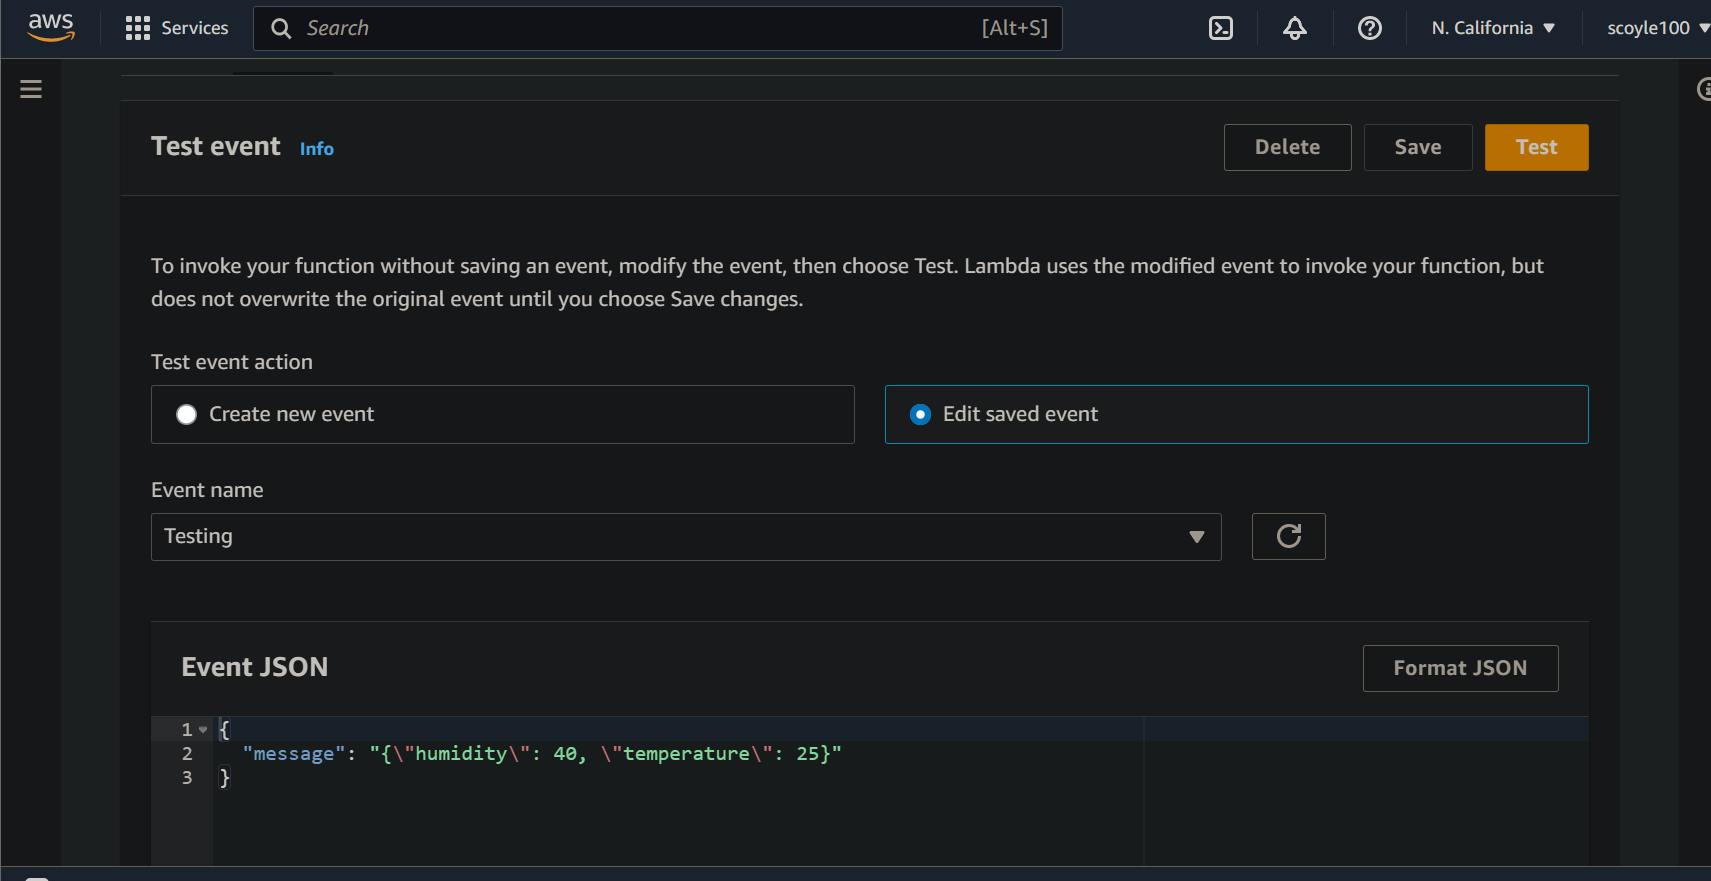 aws
Services
Search
[Alt+S]
N. California
scoyle100
Test event
Info
Delete
Save
Test
To invoke your function without saving an event, modify the event, then choose Test. Lambda uses the modified event to invoke your function, but
does not overwrite the original event until you choose Save changes.
Test event action
Create new event
Edit saved event
Event name
Testing
Event JSON
Format JSON
1 {
2 "message": "{\"humidity\": 40, \"temperature\": 25}"
3 }